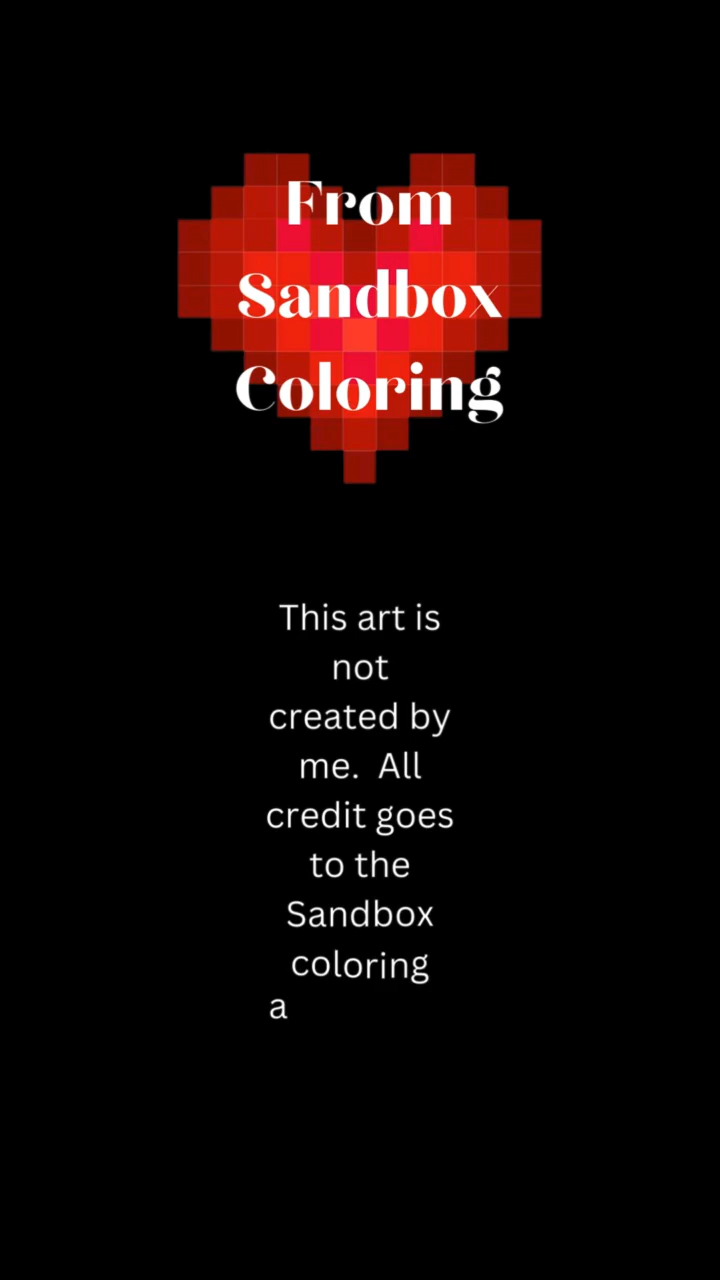 From
Sandbox
Coloring
This art is
not
created by
me. All
credit goes
to the
Sandbox
coloring
a